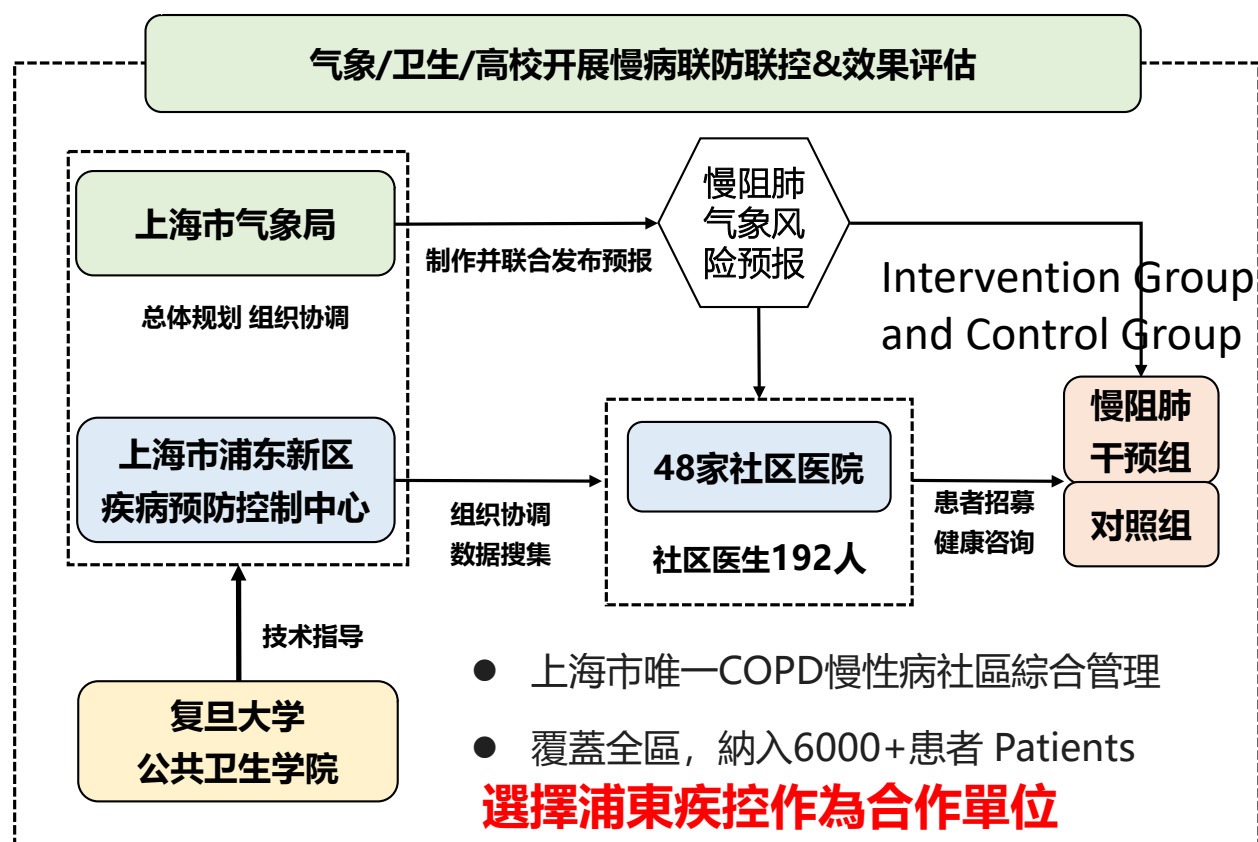 气象/卫生/高校开展慢病联防联控&效果评估
上海市气象局
总体规划 组织协调
制作并联合发布预报
慢阻肺
气象风
险预报
Intervention Group
and Control Group
上海市浦东新区
疾病预防控制中心
组织协调
数据搜集
48家社区医院
社区医生192人
患者招募
健康咨询
慢阻肺
干预组
对照组
技术指导
复旦大学
公共卫生学院
● 上海市唯一COPD慢性病社區綜合管理
● 覆蓋全區，納入6000+患者 Patients
選擇浦東疾控作為合作單位